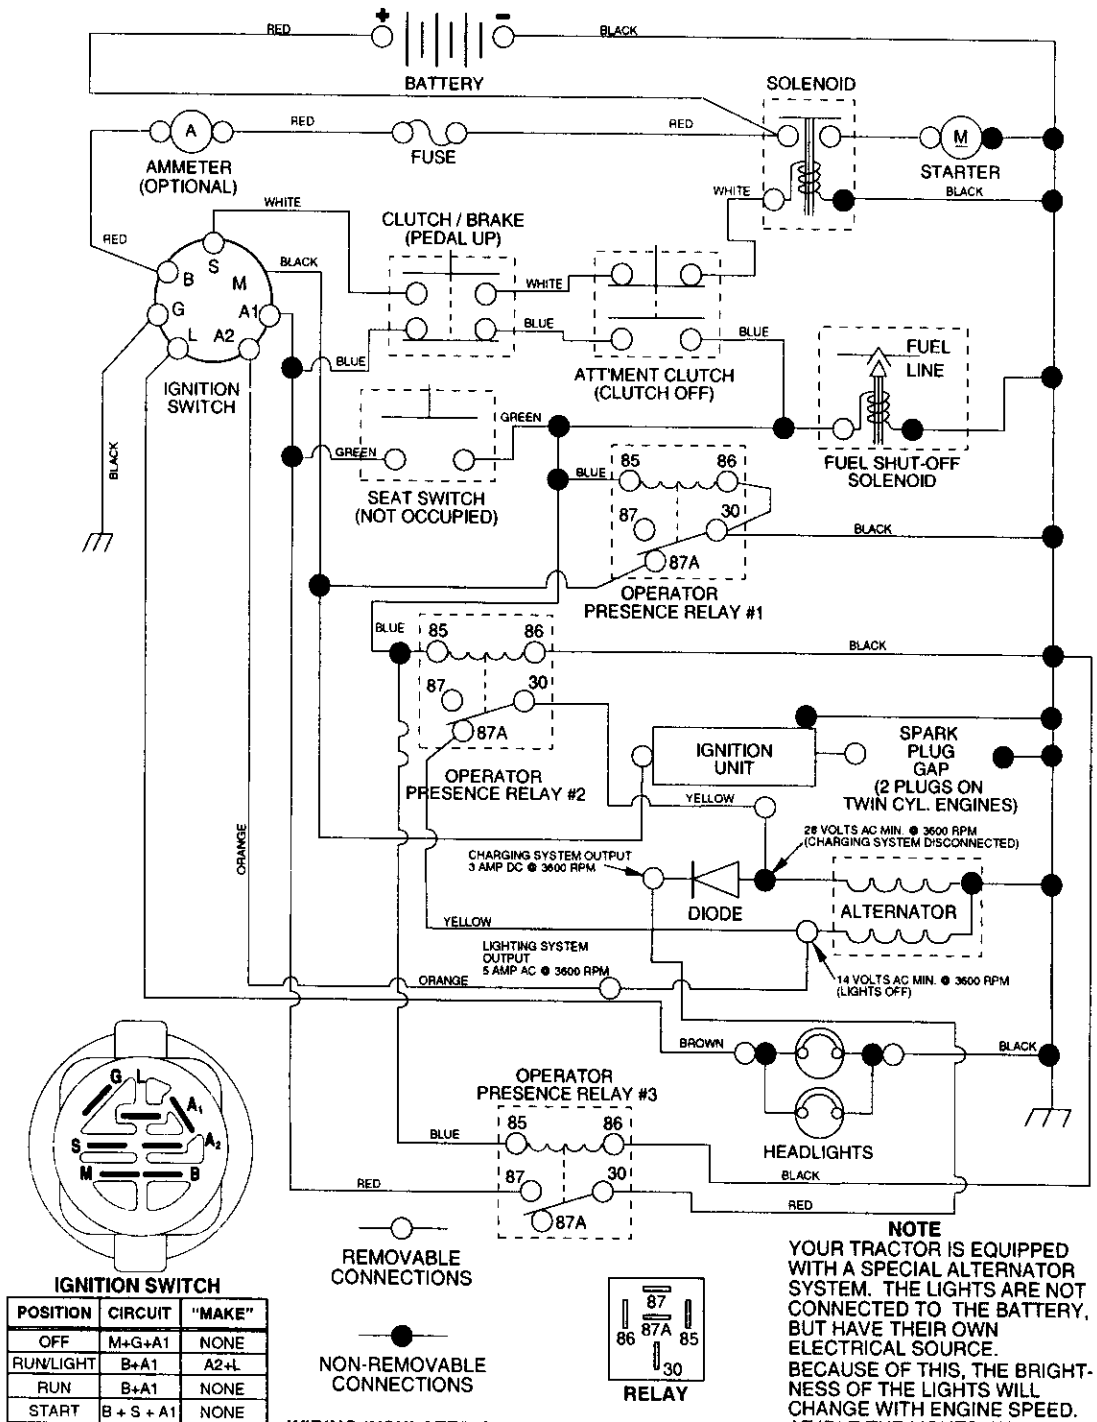 +
-
RED
BLACK
BATTERY
SOLENOID
A
RED
FUSE
RED
M
STARTER
AMMETER
(OPTIONAL)
WHITE
BLACK
WHITE
CLUTCH / BRAKE
(PEDAL UP)
RED
S
BLACK
B
M
WHITE
G
A1
L
A2
BLUE
BLUE
BLUE
FUEL
LINE
IGNITION
SWITCH
ATT'MENT CLUTCH
(CLUTCH OFF)
GREEN
BLACK
GREEN
FUEL SHUT-OFF
SOLENOID
SEAT SWITCH
(NOT OCCUPIED)
BLUE
85
86
87
30
87A
BLACK
OPERATOR
PRESENCE RELAY #1
BLUE
85
86
BLACK
87
30
87A
OPERATOR
PRESENCE RELAY #2
IGNITION
UNIT
SPARK
PLUG
GAP
(2 PLUGS ON
TWIN CYL. ENGINES)
YELLOW
28 VOLTS AC MIN. @ 3600 RPM
(CHARGING SYSTEM DISCONNECTED)
ORANGE
CHARGING SYSTEM OUTPUT
3 AMP DC @ 3600 RPM
DIODE
ALTERNATOR
YELLOW
LIGHTING SYSTEM
OUTPUT
5 AMP AC @ 3600 RPM
ORANGE
14 VOLTS AC MIN. @ 3600 RPM
(LIGHTS OFF)
BROWN
BLACK
HEADLIGHTS
OPERATOR
PRESENCE RELAY #3
BLUE
85
86
BLACK
RED
87
30
87A
RED
G
L
A1
S
A2
M
B
REMOVABLE
CONNECTIONS
NON-REMOVABLE
CONNECTIONS
87
86
87A
85
30
RELAY
IGNITION SWITCH
POSITION CIRCUIT "MAKE"
OFF M+G+A1 NONE
RUN/LIGHT B+A1 A2+L
RUN B+A1 NONE
START B + S + A1 NONE
NOTE
YOUR TRACTOR IS EQUIPPED
WITH A SPECIAL ALTERNATOR
SYSTEM. THE LIGHTS ARE NOT
CONNECTED TO THE BATTERY,
BUT HAVE THEIR OWN
ELECTRICAL SOURCE.
BECAUSE OF THIS, THE BRIGHT-
NESS OF THE LIGHTS WILL
CHANGE WITH ENGINE SPEED.